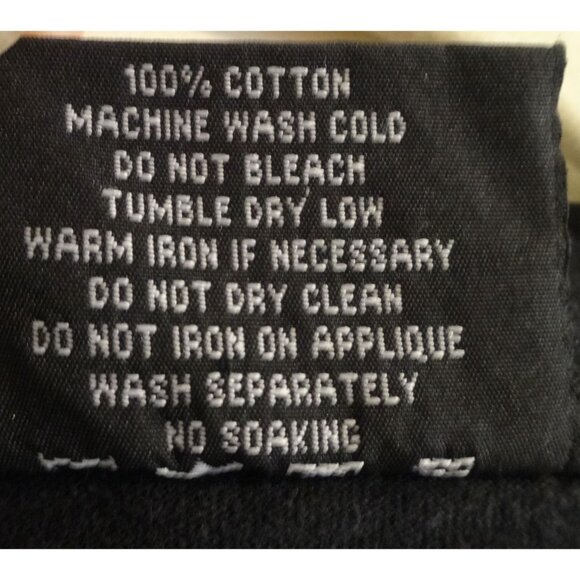 100% COTTON
MACHINE WASH COLD
DO NOT BLEACH
TUMBLE DRY LOW
WARM IRON IF NECESSARY
DO NOT DRY CLEAN
DO NOT IRON ON APPLIQUE
WASH SEPARATELY
NO SOAKING